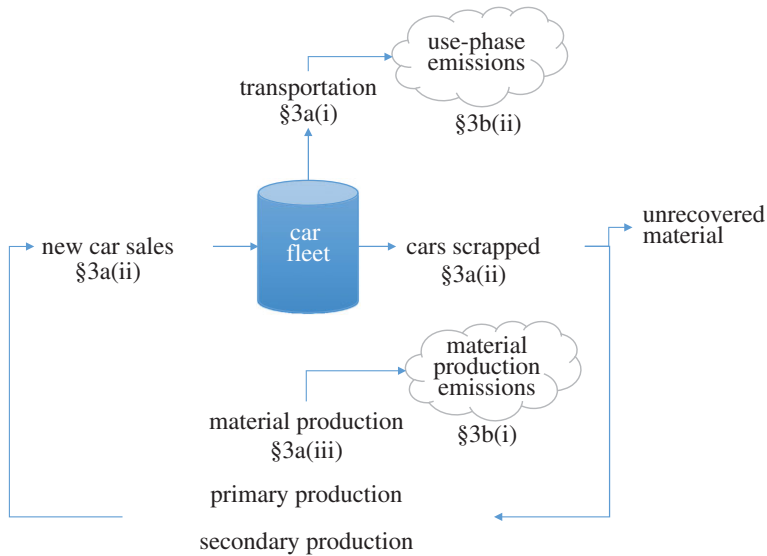 use-phase
emissions
§3b(ii)
transportation
§3a(i)
car
fleet
new car sales
§3a(ii)
cars scrapped
§3a(ii)
unrecovered
material
material
production
emissions
§3b(i)
material production
§3a(iii)
primary production
secondary production